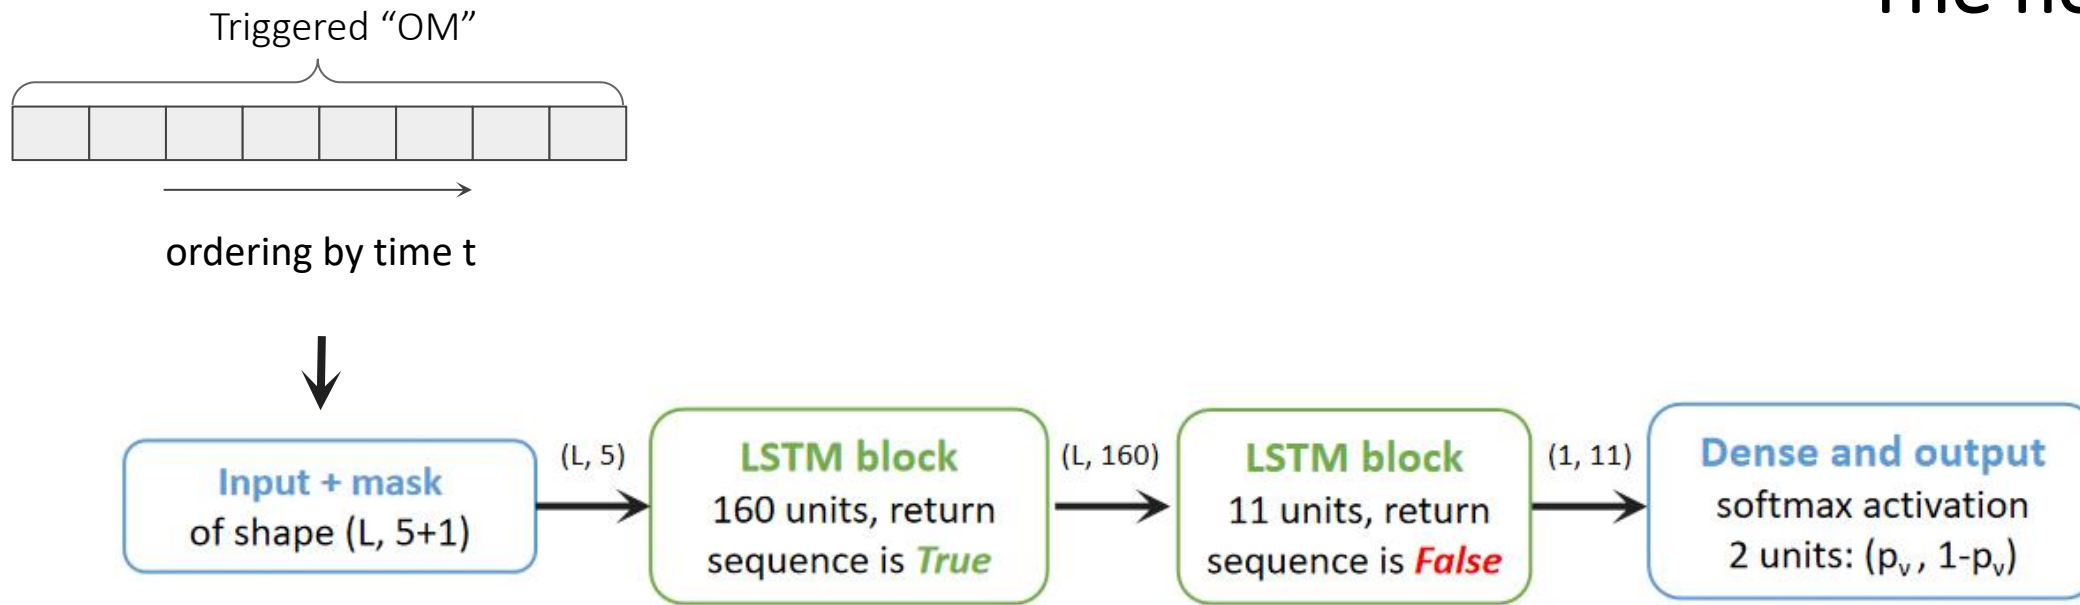 Triggered “OM”
ordering by time t
Input + mask
of shape (L, 5+1)
(L, 5)
LSTM block
160 units, return
sequence is True
(L, 160)
LSTM block
11 units, return
sequence is False
(1, 11)
Dense and output
softmax activation
2 units: (pν, 1-pν)